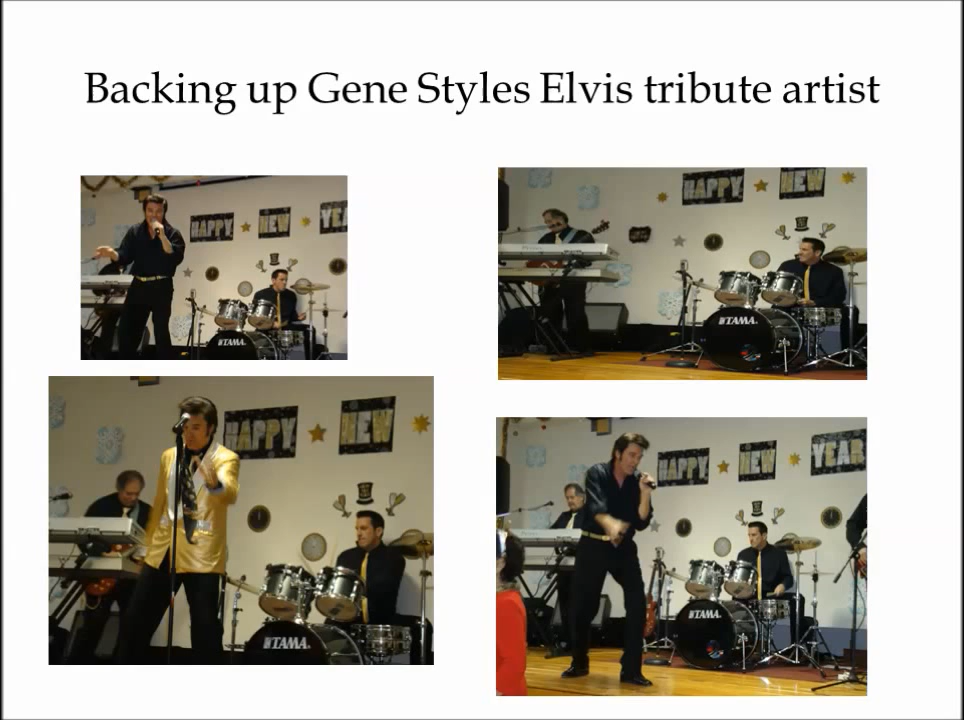 Backing up Gene Styles Elvis tribute artist
HAPPY NEW YEA
TAMA
HAPPY NEW
TAMA
HAPPY NEW
TAMA
HAPPY NEW YEAR
TAMA